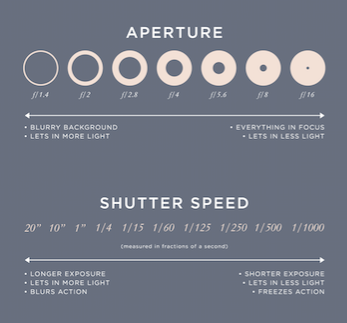 APERTURE
f/1.4 f/2 f/2.8 f/4 f/5.6 f/8 f/16
• BLURRY BACKGROUND • EVERYTHING IN FOCUS
• LETS IN MORE LIGHT • LETS IN LESS LIGHT
SHUTTER SPEED
20" 10" 1" 1/4 1/15 1/60 1/125 1/250 1/500 1/1000
(measured in fractions of a second)
• LONGER EXPOSURE • SHORTER EXPOSURE
• LETS IN MORE LIGHT • LETS IN LESS LIGHT
• BLURS ACTION • FREEZES ACTION